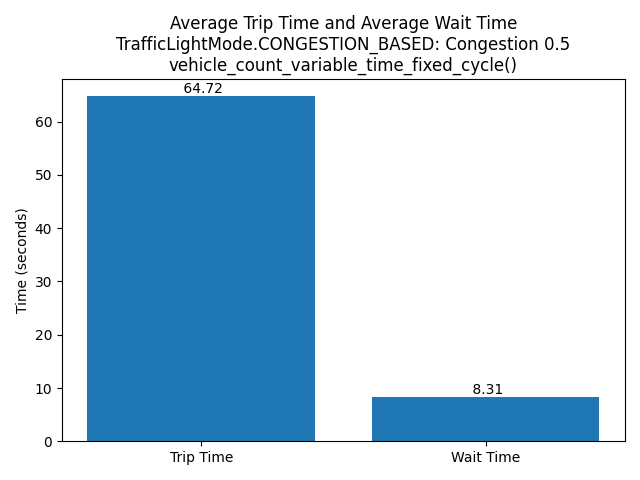 Average Trip Time and Average Wait Time
TrafficLightMode.CONGESTION_BASED: Congestion 0.5
vehicle_count_variable_time_fixed_cycle()
64.72
8.31
Time (seconds)
60
50
40
30
20
10
0
Trip Time
Wait Time